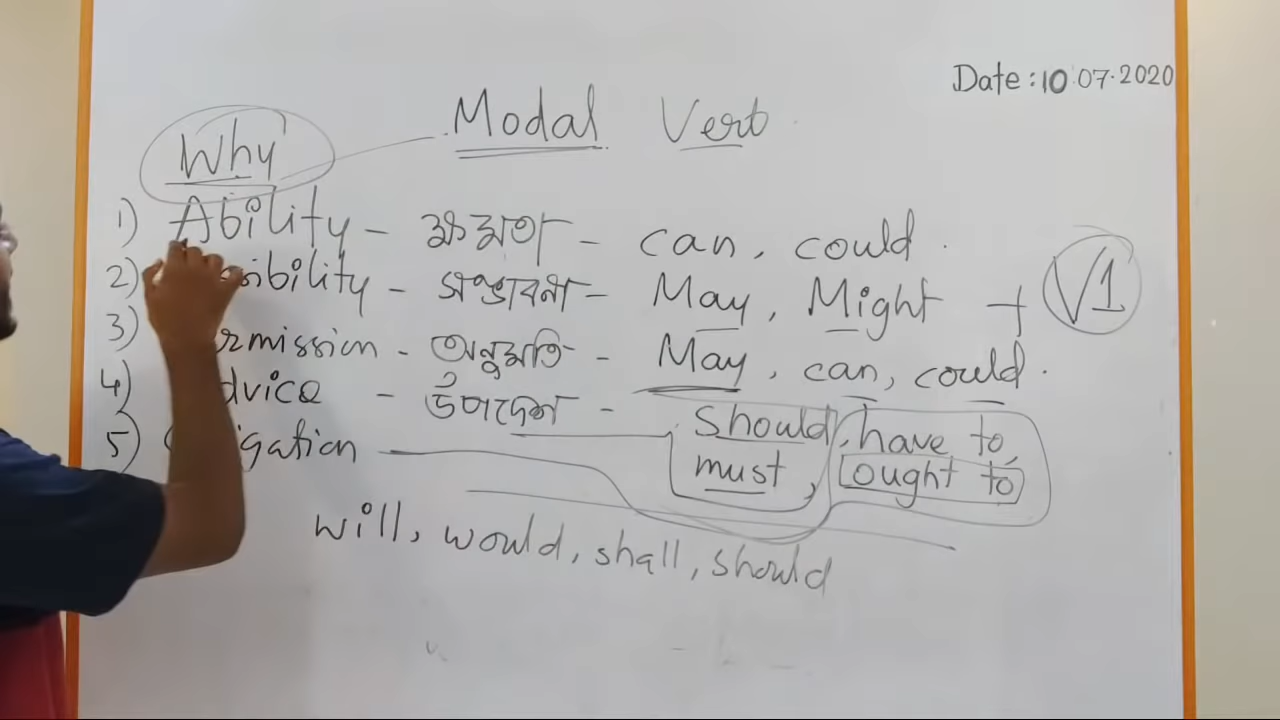 Date: 10.07.2020
Modal Verb
Why
1) Ability - ক্ষমতা - can, could.
2) sibility - সম্ভাবনা - May, Might + V1
3) rmission - অনুমতি - May, can, could.
4) dvice - উপদেশ - should, have to,
must, ought to
5) igation
will, would, shall, should